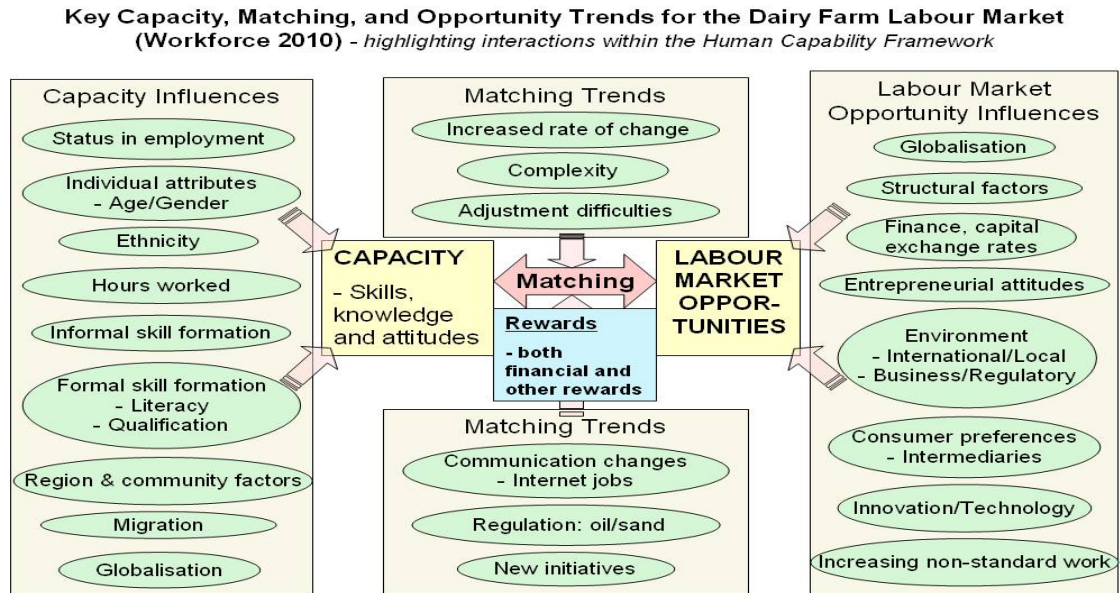 Key Capacity, Matching, and Opportunity Trends for the Dairy Farm Labour Market
(Workforce 2010) - highlighting interactions within the Human Capability Framework
Capacity Influences
Status in employment
Individual attributes
- Age/Gender
Ethnicity
Hours worked
Informal skill formation
Formal skill formation
- Literacy
- Qualification
Region & community factors
Migration
Globalisation
Matching Trends
Increased rate of change
Complexity
Adjustment difficulties
CAPACITY
- Skills,
knowledge
and attitudes
Matching
Rewards
- both
financial and
other rewards
LABOUR
MARKET
OPPOR-
TUNITIES
Matching Trends
Communication changes
- Internet jobs
Regulation: oil/sand
New initiatives
Labour Market
Opportunity Influences
Globalisation
Structural factors
Finance, capital
exchange rates
Entrepreneurial attitudes
Environment
- International/Local
- Business/Regulatory
Consumer preferences
- Intermediaries
Innovation/Technology
Increasing non-standard work